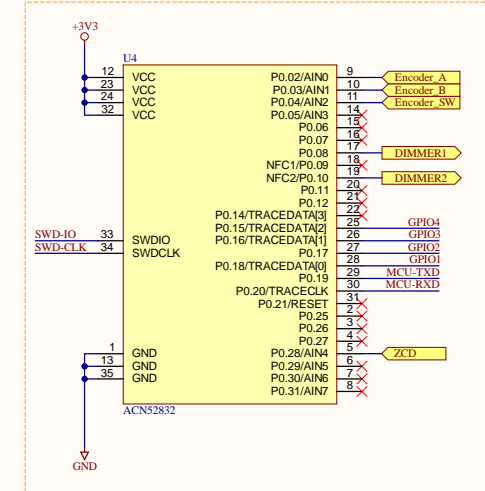 +3V3
U4
12 VCC P0.02/AIN0 9 Encoder_A
23 VCC P0.03/AIN1 10 Encoder_B
24 VCC P0.04/AIN2 11 Encoder_SW
32 VCC P0.05/AIN3 14
P0.06 15
P0.07 16
P0.08 17 DIMMER1
NFC1/P0.09 18
NFC2/P0.10 19 DIMMER2
P0.11 20
P0.12 21
P0.14/TRACEDATA[3] 22
P0.15/TRACEDATA[2] 25 GPIO4
SWD-IO 33 SWDIO P0.16/TRACEDATA[1] 26 GPIO3
SWD-CLK 34 SWDCLK P0.17 27 GPIO2
P0.18/TRACEDATA[0] 28 GPIO1
P0.19 29 MCU-TXD
P0.20/TRACECLK 30 MCU-RXD
P0.21/RESET 31
P0.25 2
P0.26 3
P0.27 4
1 GND P0.28/AIN4 5 ZCD
13 GND P0.29/AIN5 6
35 GND P0.30/AIN6 7
P0.31/AIN7 8
ACN52832
GND